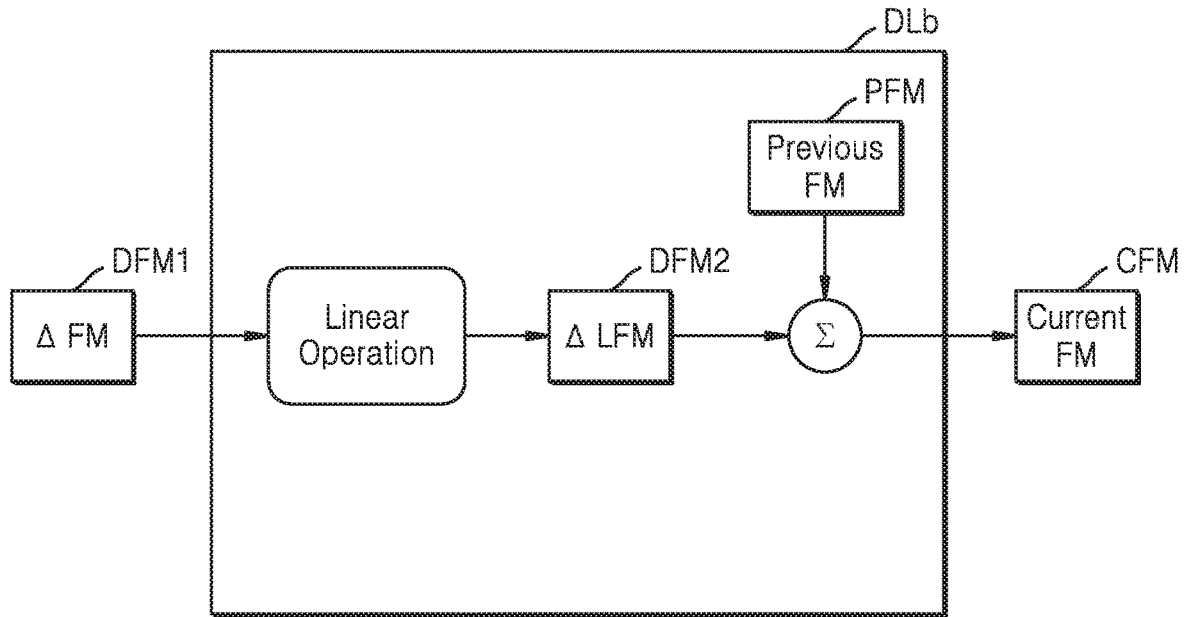 DLb
PFM
Previous
FM
DFM1
Δ FM
Linear
Operation
DFM2
Δ LFM
Σ
CFM
Current
FM